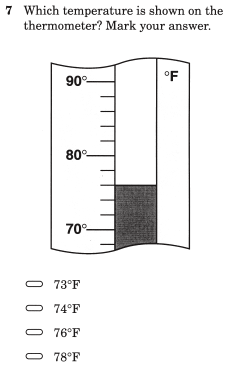 7 Which temperature is shown on the
thermometer? Mark your answer.
90°
°F
80°
70°
73°F
74°F
76°F
78°F